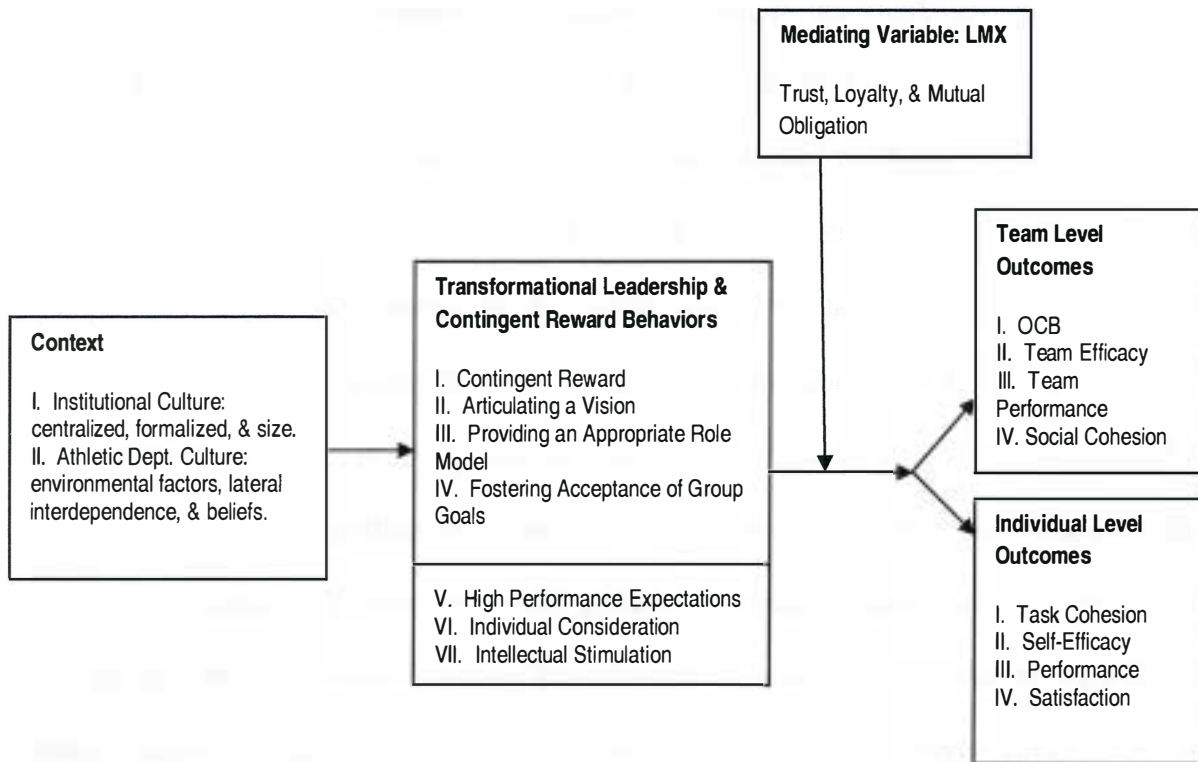 Mediating Variable: LMX
Trust, Loyalty, & Mutual
Obligation
Context
I. Institutional Culture:
centralized, formalized, & size.
II. Athletic Dept. Culture:
environmental factors, lateral
interdependence, & beliefs.
Transformational Leadership &
Contingent Reward Behaviors
I. Contingent Reward
II. Articulating a Vision
III. Providing an Appropriate Role
Model
IV. Fostering Acceptance of Group
Goals
V. High Performance Expectations
VI. Individual Consideration
VII. Intellectual Stimulation
Team Level
Outcomes
I. OCB
II. Team Efficacy
III. Team
Performance
IV. Social Cohesion
Individual Level
Outcomes
I. Task Cohesion
II. Self-Efficacy
III. Performance
IV. Satisfaction